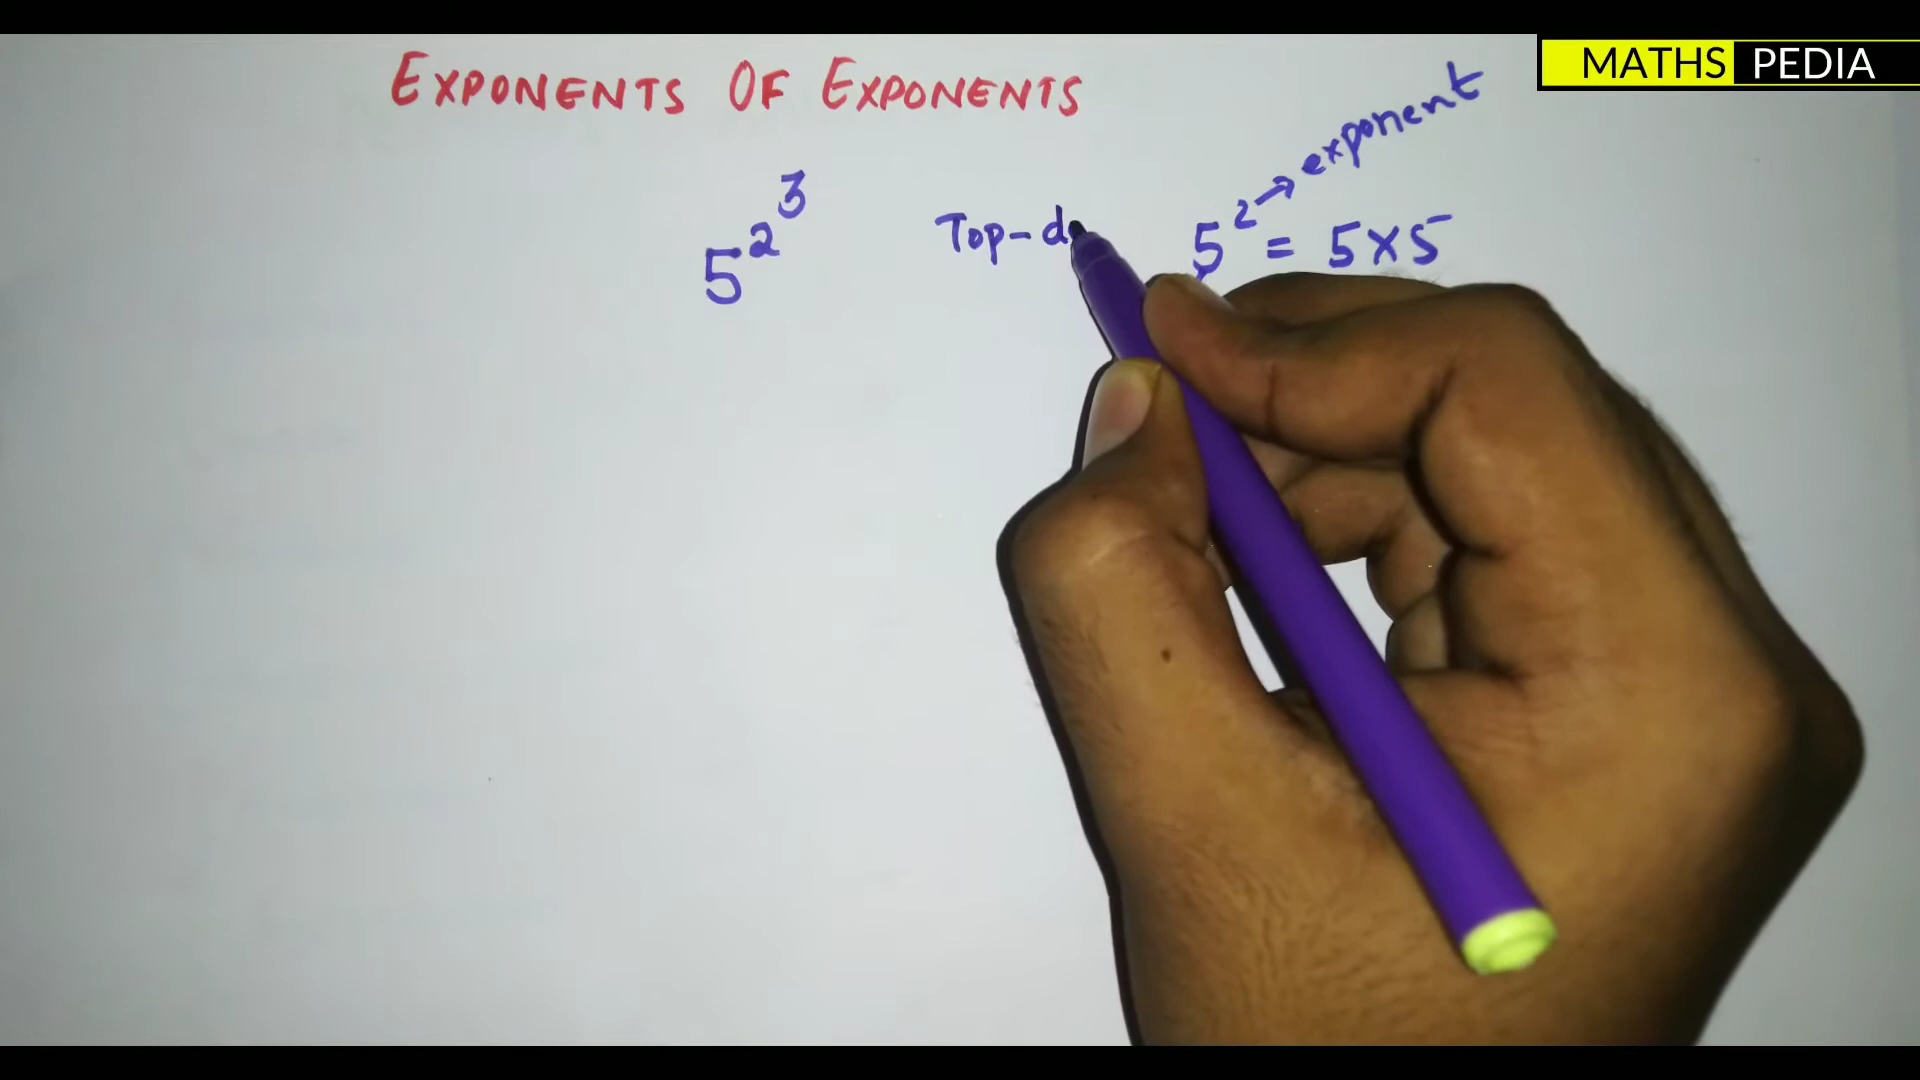 MATHS PEDIA
EXPONENTS OF EXPONENTS
exponent
5^2^3
Top-d
5^2 = 5×5